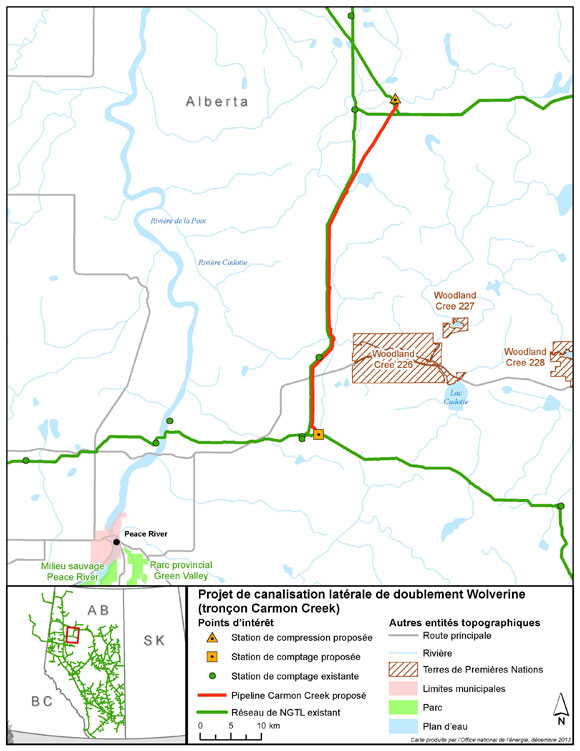 Alberta
Rivière de la Paix
Rivière Cadotte
Woodland
Cree 227
Woodland
Cree 226
Woodland
Cree 228
Lac
Cadotte
Peace River
Milieu sauvage
Peace River
Parc provincial
Green Valley
A B
S K
B C
Projet de canalisation latérale de doublement Wolverine
(tronçon Carmon Creek)
Points d'intérêt
Station de compression proposée
Station de comptage proposée
Station de comptage existante
Pipeline Carmon Creek proposé
Réseau de NGTL existant
0 5 10
km
Autres entités topographiques
Route principale
Rivière
Terres de Premières Nations
Limites municipales
Parc
Plan d'eau
N
Carte produite par l'Office national de l'énergie, décembre 2013